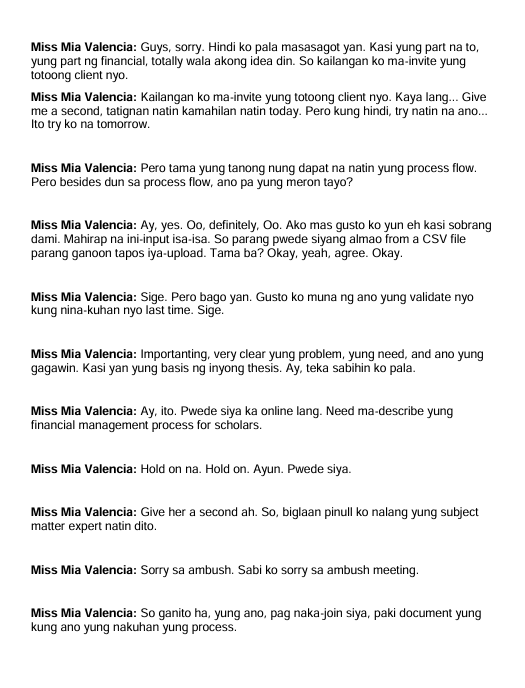 Miss Mia Valencia: Guys, sorry. Hindi ko pala masasagot yan. Kasi yung part na to,
yung part ng financial, totally wala akong idea din. So kailangan ko ma-invite yung
totoong client nyo.
Miss Mia Valencia: Kailangan ko ma-invite yung totoong client nyo. Kaya lang... Give
me a second, tatignan natin kamahilan natin today. Pero kung hindi, try natin na ano...
Ito try ko na tomorrow.
Miss Mia Valencia: Pero tama yung tanong nung dapat na natin yung process flow.
Pero besides dun sa process flow, ano pa yung meron tayo?
Miss Mia Valencia: Ay, yes. Oo, definitely, Oo. Ako mas gusto ko yun eh kasi sobrang
dami. Mahirap na ini-input isa-isa. So parang pwede siyang almao from a CSV file
parang ganoon tapos iya-upload. Tama ba? Okay, yeah, agree. Okay.
Miss Mia Valencia: Sige. Pero bago yan. Gusto ko muna ng ano yung validate nyo
kung nina-kuhan nyo last time. Sige.
Miss Mia Valencia: Importanting, very clear yung problem, yung need, and ano yung
gagawin. Kasi yan yung basis ng inyong thesis. Ay, teka sabihin ko pala.
Miss Mia Valencia: Ay, ito. Pwede siya ka online lang. Need ma-describe yung
financial management process for scholars.
Miss Mia Valencia: Hold on na. Hold on. Ayun. Pwede siya.
Miss Mia Valencia: Give her a second ah. So, biglaan pinull ko nalang yung subject
matter expert natin dito.
Miss Mia Valencia: Sorry sa ambush. Sabi ko sorry sa ambush meeting.
Miss Mia Valencia: So ganito ha, yung ano, pag naka-join siya, paki document yung
kung ano yung nakuhan yung process.